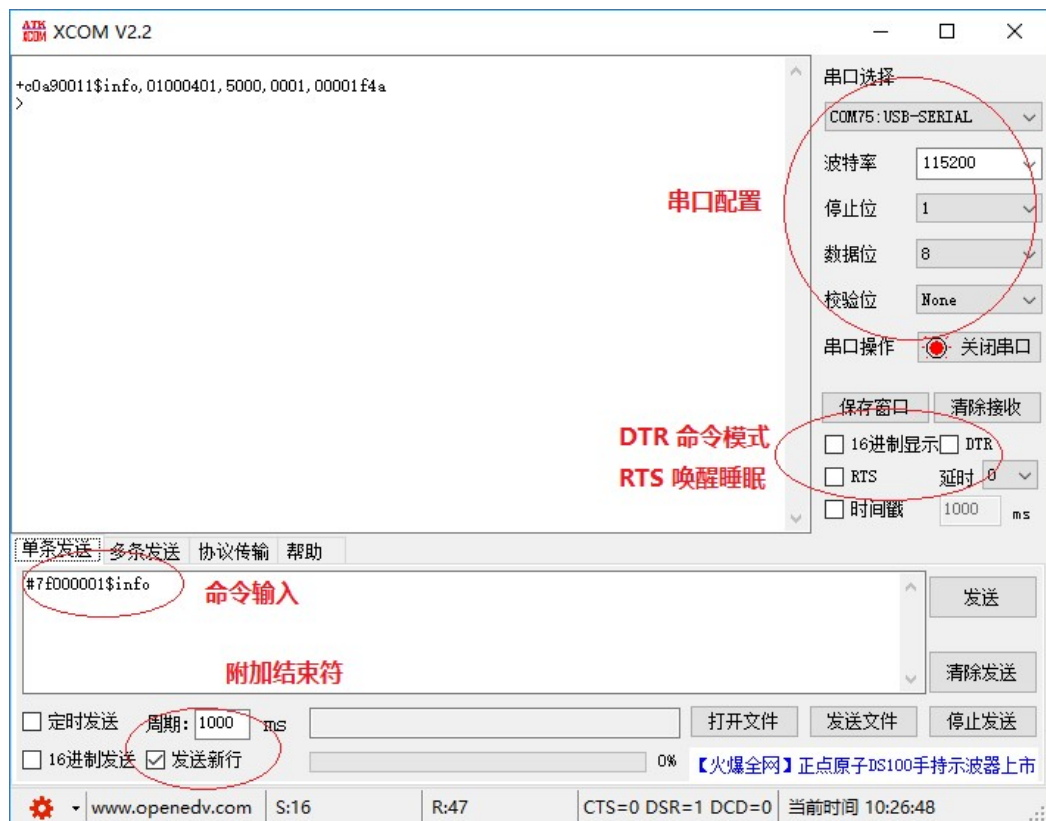 ATK XCOM XCOM V2.2
+c0a90011$info,01000401,5000,0001,00001f4a
>
串口选择
COM75:USB-SERIAL
波特率 115200
串口配置
停止位 1
数据位 8
校验位 None
串口操作 关闭串口
保存窗口 清除接收
DTR 命令模式
16进制显示 DTR
RTS 唤醒睡眠
RTS 延时 0
时间戳 1000 ms
单条发送 多条发送 协议传输 帮助
#7f000001$info
命令输入
发送
附加结束符
清除发送
定时发送 周期: 1000 ms 打开文件 发送文件 停止发送
16进制发送 发送新行 0% 【火爆全网】正点原子DS100手持示波器上市
www.openedv.com S:16 R:47 CTS=0 DSR=1 DCD=0 当前时间 10:26:48